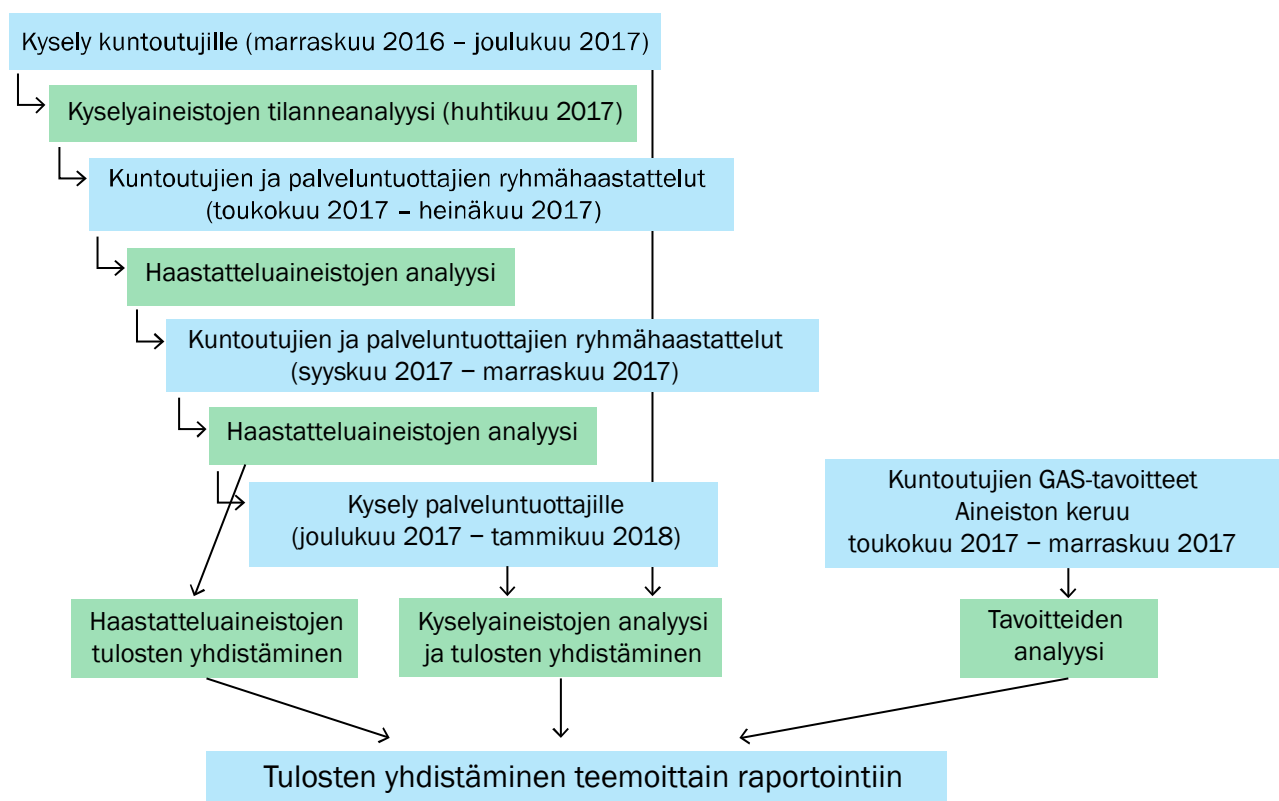 Kysely kuntoutujille (marraskuu 2016 – joulukuu 2017)
Kyselyaineistojen tilanneanalyysi (huhtikuu 2017)
Kuntoutujien ja palveluntuottajien ryhmähaastattelut
(toukokuu 2017 – heinäkuu 2017)
Haastatteluaineistojen analyysi
Kuntoutujien ja palveluntuottajien ryhmähaastattelut
(syyskuu 2017 – marraskuu 2017)
Haastatteluaineistojen analyysi
Kysely palveluntuottajille
(joulukuu 2017 – tammikuu 2018)
Kuntoutujien GAS-tavoitteet
Aineiston keruu
toukokuu 2017 – marraskuu 2017
Haastatteluaineistojen
tulosten yhdistäminen
Kyselyaineistojen analyysi
ja tulosten yhdistäminen
Tavoitteiden
analyysi
Tulosten yhdistäminen teemoittain raportointiin